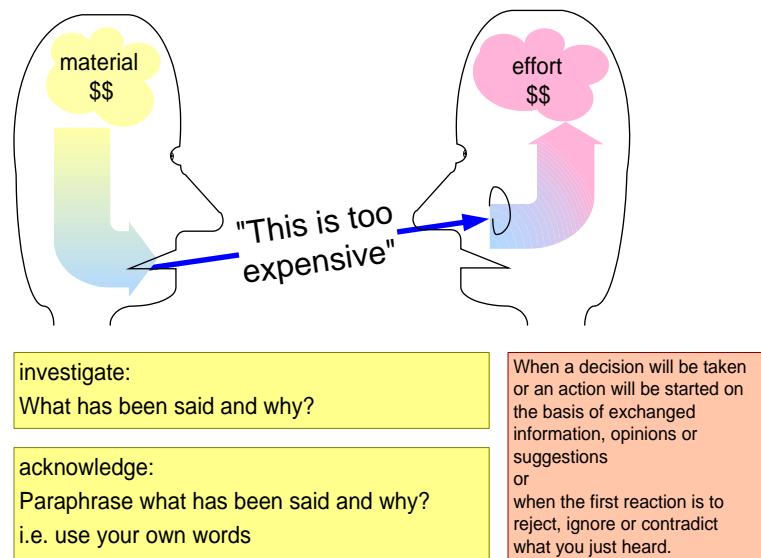 material
$$
effort
$$
"This is too
expensive"
investigate:
What has been said and why?
acknowledge:
Paraphrase what has been said and why?
i.e. use your own words
When a decision will be taken
or an action will be started on
the basis of exchanged
information, opinions or
suggestions
or
when the first reaction is to
reject, ignore or contradict
what you just heard.